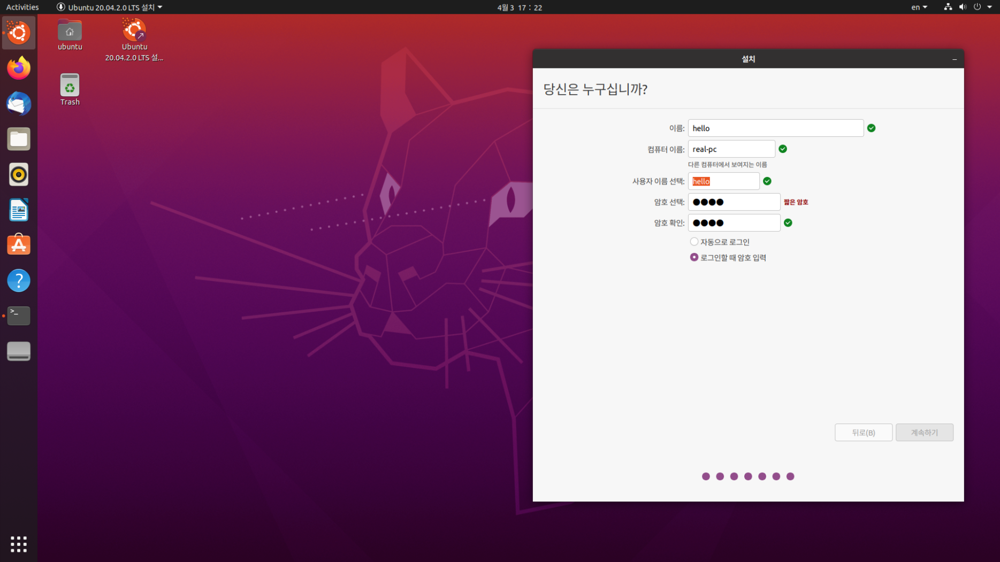 Activities
Ubuntu 20.04.2.0 LTS 설치
4월 3 17 : 22
en
ubuntu
Ubuntu
20.04.2.0 LTS 설...
Trash
설치
당신은 누구십니까?
이름: hello
컴퓨터 이름: real-pc
다른 컴퓨터에서 보여지는 이름
사용자 이름 선택: hello
암호 선택: ●●●● 짧은 암호
암호 확인: ●●●●
자동으로 로그인
로그인할 때 암호 입력
뒤로(B) 계속하기